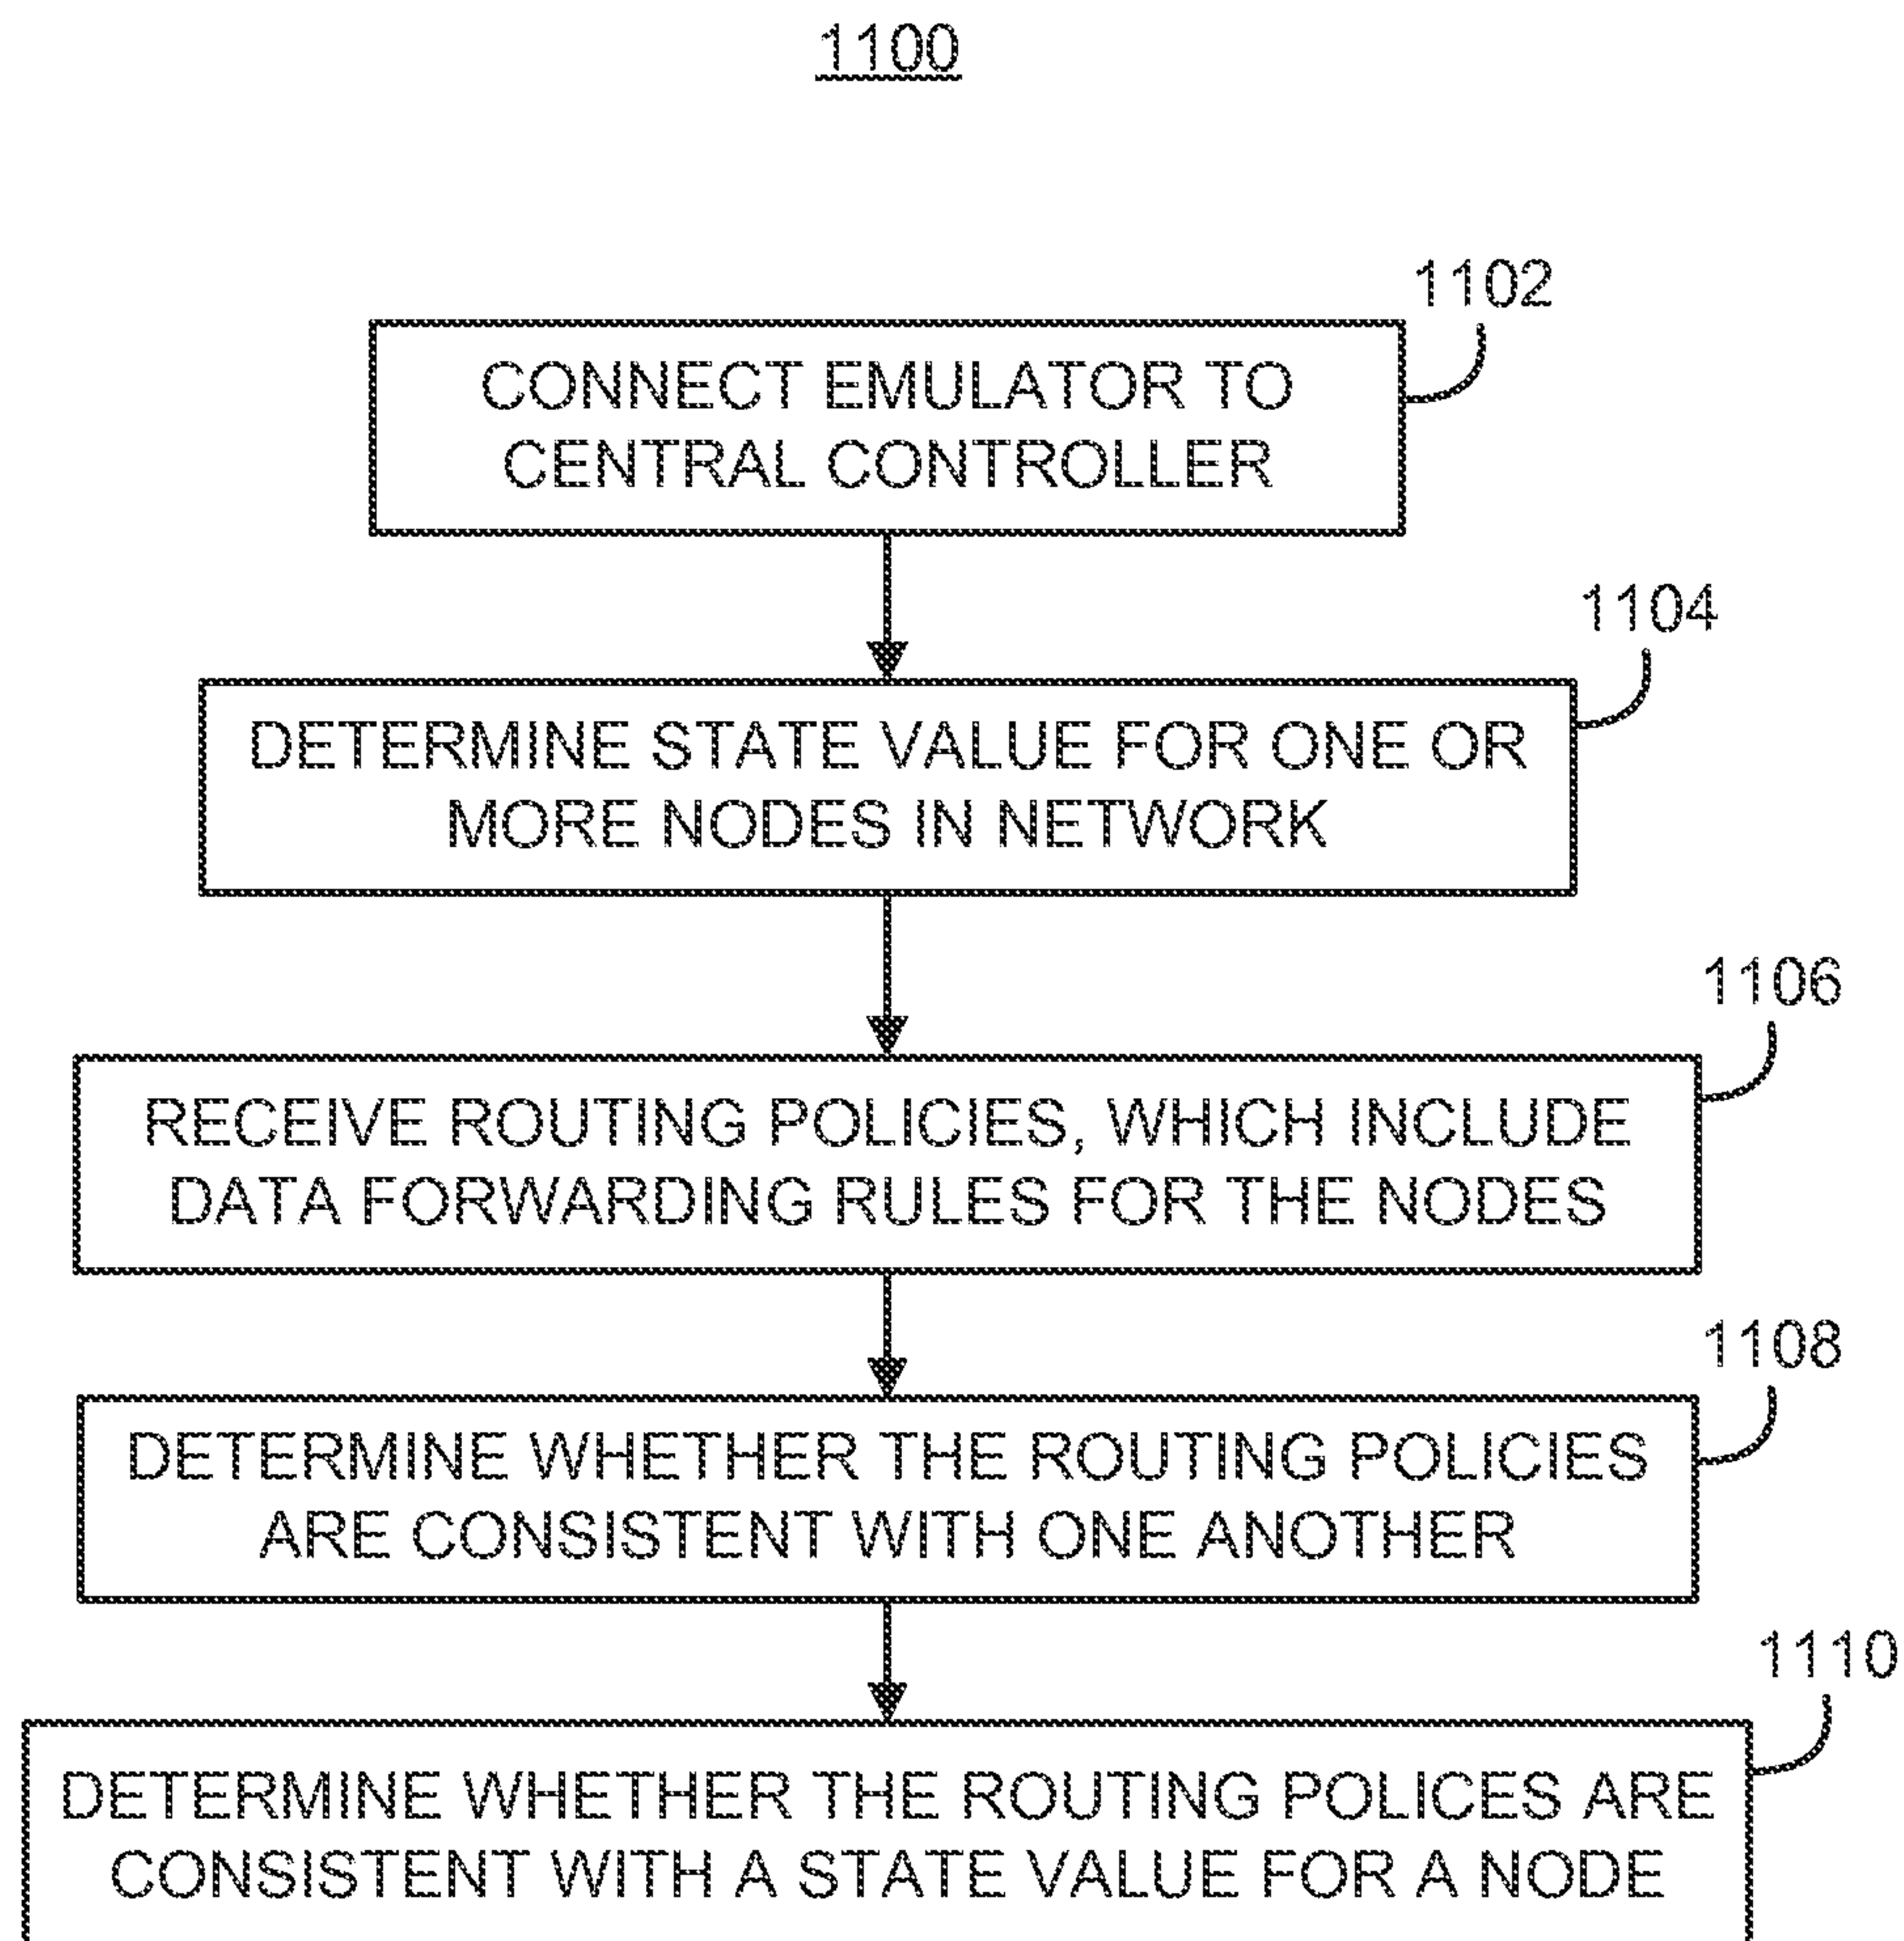 1100
1102
CONNECT EMULATOR TO
CENTRAL CONTROLLER
1104
DETERMINE STATE VALUE FOR ONE OR
MORE NODES IN NETWORK
1106
RECEIVE ROUTING POLICIES, WHICH INCLUDE
DATA FORWARDING RULES FOR THE NODES
1108
DETERMINE WHETHER THE ROUTING POLICIES
ARE CONSISTENT WITH ONE ANOTHER
1110
DETERMINE WHETHER THE ROUTING POLICES ARE
CONSISTENT WITH A STATE VALUE FOR A NODE